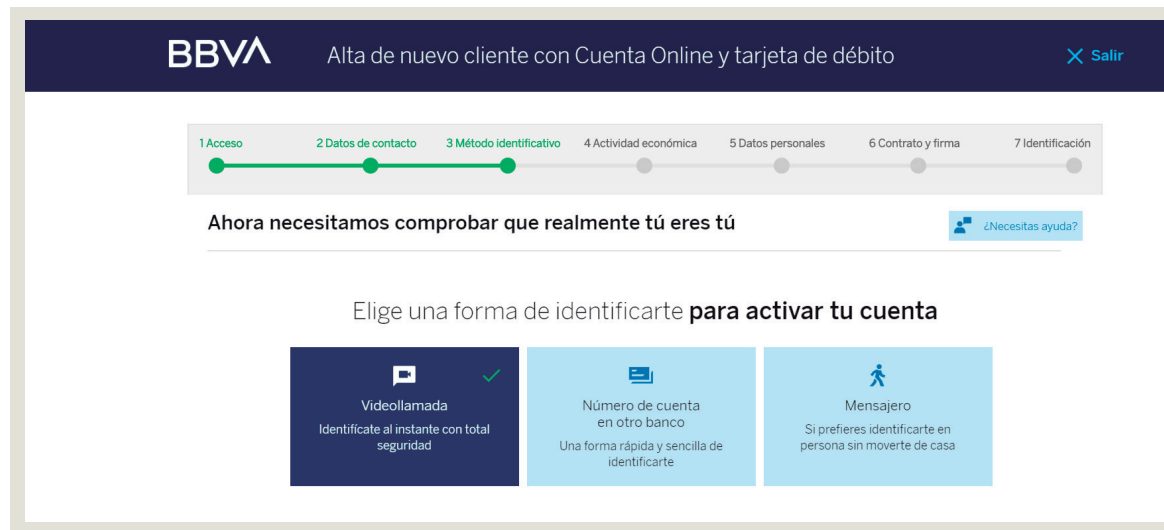 BBVA Alta de nuevo cliente con Cuenta Online y tarjeta de débito Salir
1 Acceso 2 Datos de contacto 3 Método identificativo 4 Actividad económica 5 Datos personales 6 Contrato y firma 7 Identificación
Ahora necesitamos comprobar que realmente tú eres tú
¿Necesitas ayuda?
Elige una forma de identificarte para activar tu cuenta
Videollamada
Identifícate al instante con total
seguridad
Número de cuenta
en otro banco
Una forma rápida y sencilla de
identificarte
Mensajero
Si prefieres identificarte en
persona sin moverte de casa